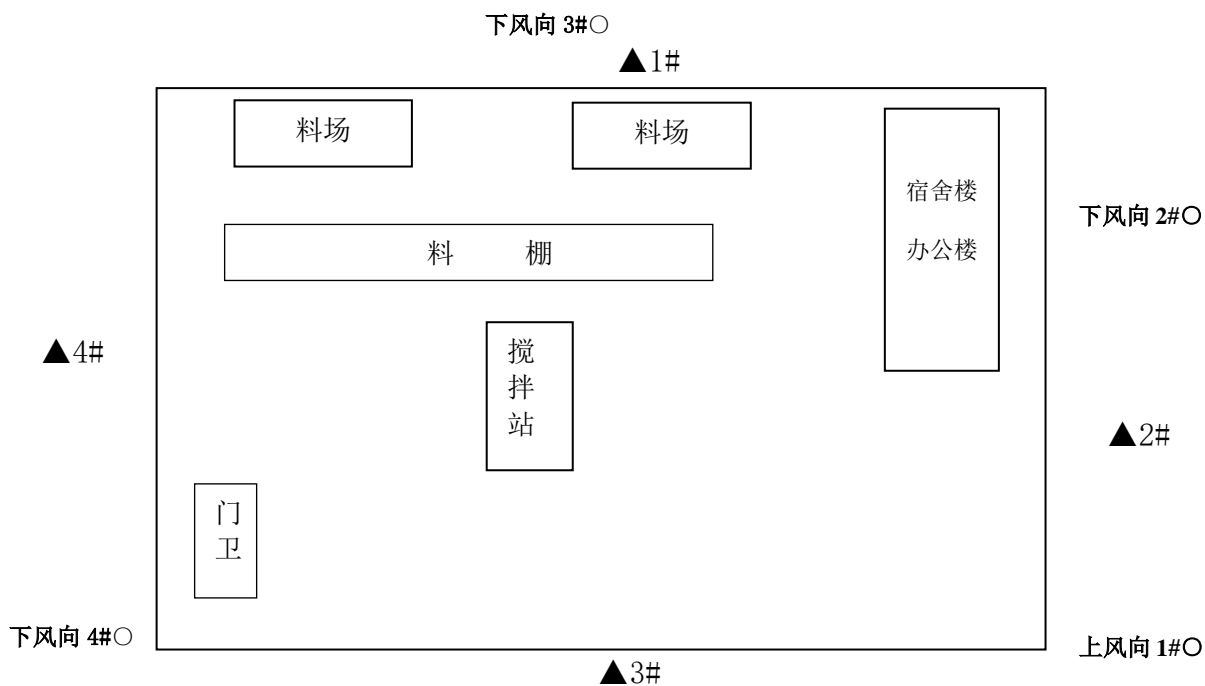 下风向 3#○
▲1#
料场
料场
宿舍楼
办公楼
下风向 2#○
料 棚
▲4#
搅
拌
站
▲2#
门
卫
下风向 4#○
上风向 1#○
▲3#